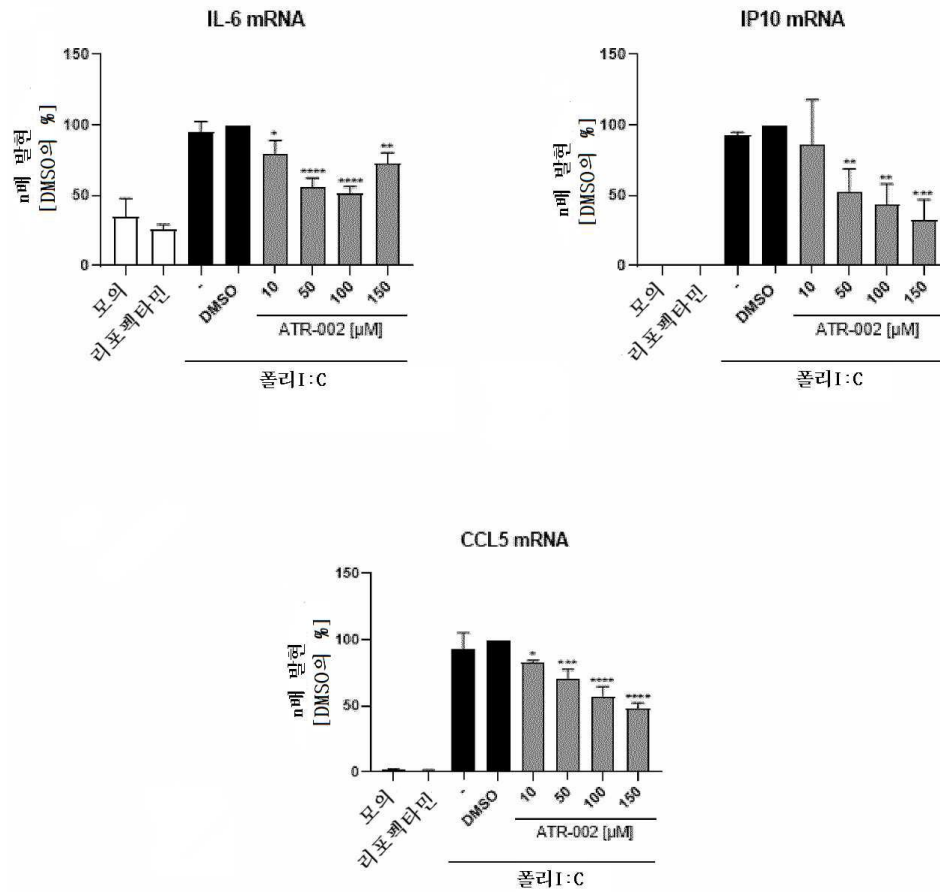 IL-6 mRNA
n배 발현
[DMSO의 %]
150
100
50
0
*
****
****
**
모의
리포펙타민
-
DMSO
10
50
100
150
ATR-002 [µM]
폴리I:C
IP10 mRNA
n배 발현
[DMSO의 %]
150
100
50
0
**
**
***
모의
리포펙타민
-
DMSO
10
50
100
150
ATR-002 [µM]
폴리I:C
CCL5 mRNA
n배 발현
[DMSO의 %]
150
100
50
0
*
***
****
****
모의
리포펙타민
-
DMSO
10
50
100
150
ATR-002 [µM]
폴리I:C